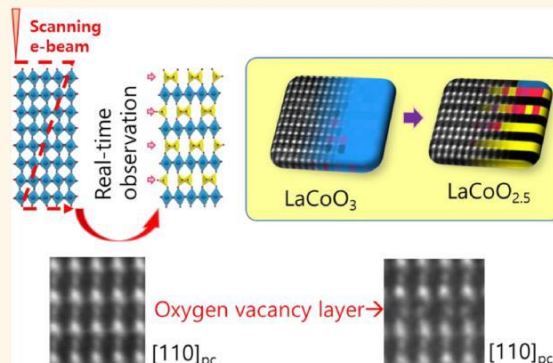 Scanning
e-beam
Real-time
observation
LaCoO₃
LaCoO₂.₅
Oxygen vacancy layer→
[110]pc
[110]pc